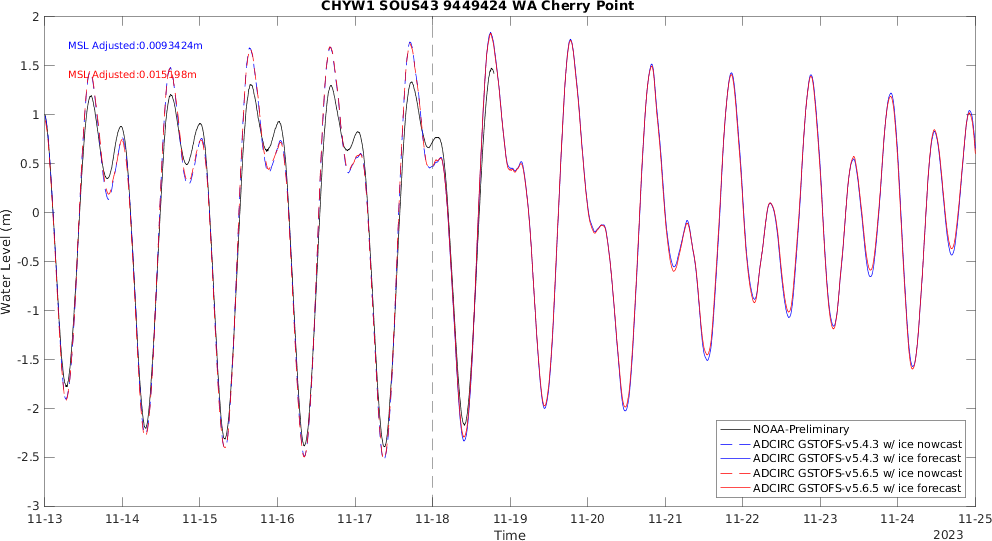 CHYW1 SOUS43 9449424 WA Cherry Point
MSL Adjusted:0.0093424m
MSL Adjusted:0.015198m
Water Level (m)
2
1.5
1
0.5
0
-0.5
-1
-1.5
-2
-2.5
-3
NOAA-Preliminary
ADCIRC GSTOFS-v5.4.3 w/ ice nowcast
ADCIRC GSTOFS-v5.4.3 w/ ice forecast
ADCIRC GSTOFS-v5.6.5 w/ ice nowcast
ADCIRC GSTOFS-v5.6.5 w/ ice forecast
11-13 11-14 11-15 11-16 11-17 11-18 11-19 11-20 11-21 11-22 11-23 11-24 11-25
Time
2023